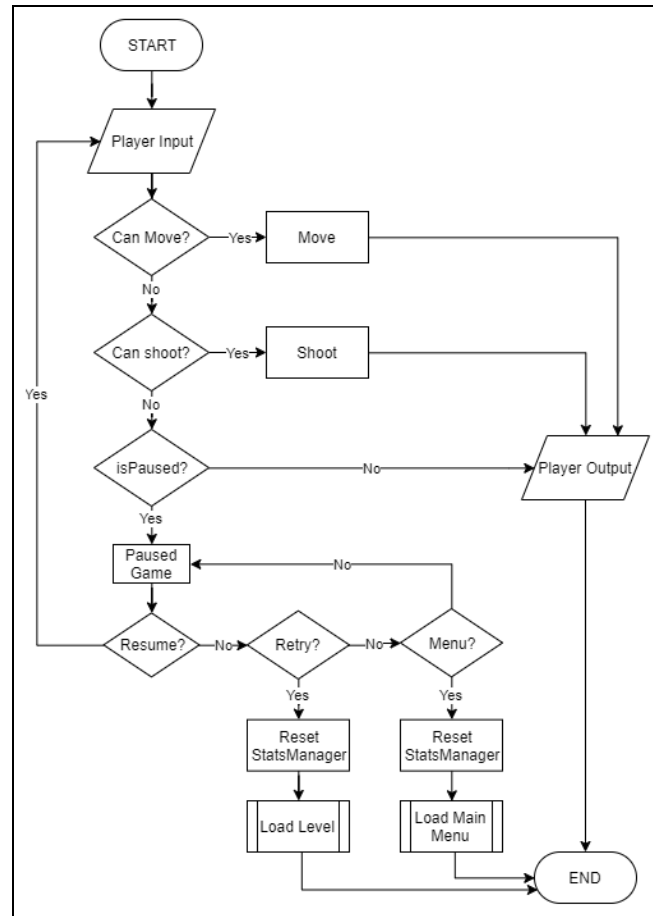 START
Player Input
Can Move?
Yes
Move
No
Can shoot?
Yes
Shoot
No
Yes
isPaused?
No
Player Output
Yes
Paused
Game
No
Resume?
No
Retry?
No
Menu?
Yes
Yes
Reset
StatsManager
Reset
StatsManager
Load Level
Load Main
Menu
END